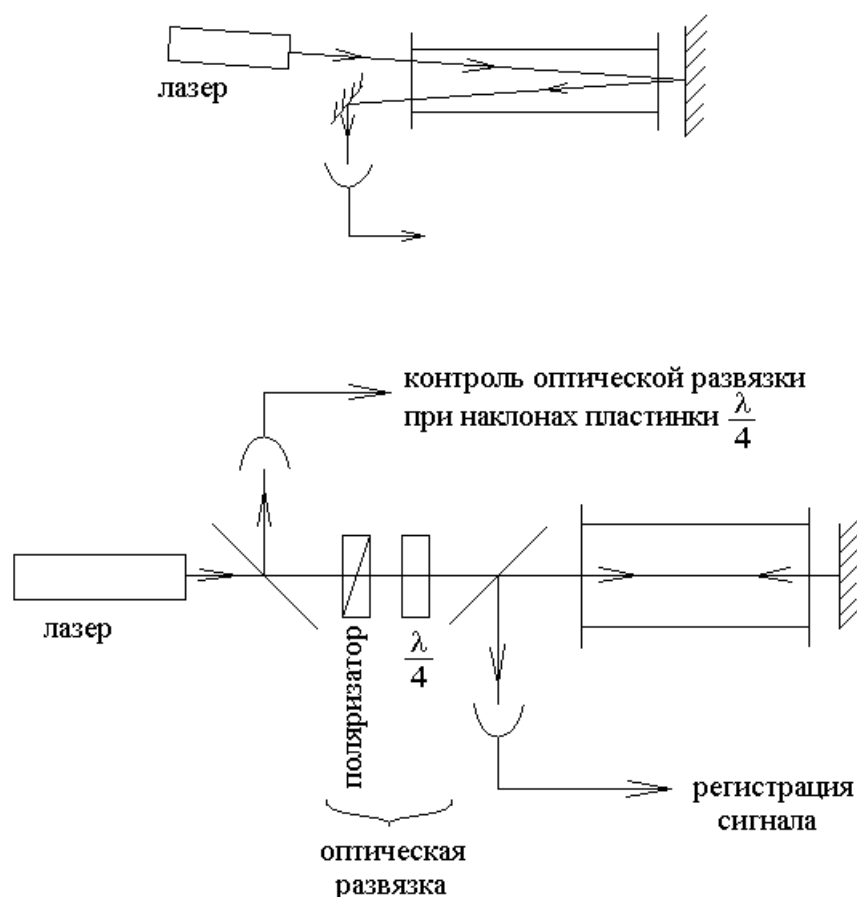 лазер
контроль оптической развязки
при наклонах пластинки λ/4
лазер
поляризатор
λ/4
оптическая
развязка
регистрация
сигнала